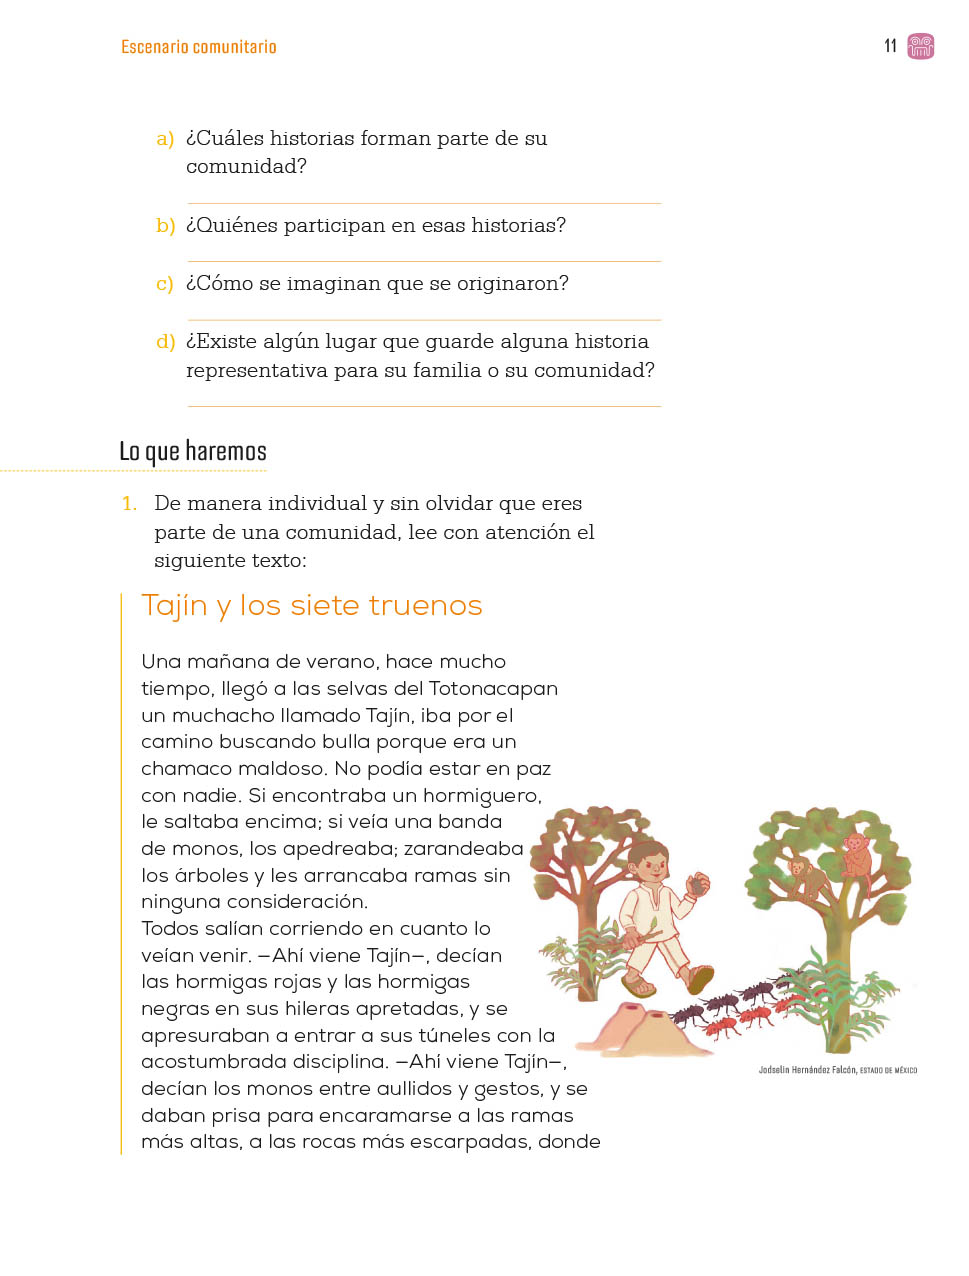 Escenario comunitario
11
a) ¿Cuáles historias forman parte de su
comunidad?
b) ¿Quiénes participan en esas historias?
c) ¿Cómo se imaginan que se originaron?
d) ¿Existe algún lugar que guarde alguna historia
representativa para su familia o su comunidad?
Lo que haremos
1. De manera individual y sin olvidar que eres
parte de una comunidad, lee con atención el
siguiente texto:
Tajín y los siete truenos
Una mañana de verano, hace mucho
tiempo, llegó a las selvas del Totonacapan
un muchacho llamado Tajín, iba por el
camino buscando bulla porque era un
chamaco maldoso. No podía estar en paz
con nadie. Si encontraba un hormiguero,
le saltaba encima; si veía una banda
de monos, los apedreaba; zarandeaba
los árboles y les arrancaba ramas sin
ninguna consideración.
Todos salían corriendo en cuanto lo
veían venir. —Ahí viene Tajín—, decían
las hormigas rojas y las hormigas
negras en sus hileras apretadas, y se
apresuraban a entrar a sus túneles con la
acostumbrada disciplina. —Ahí viene Tajín—,
decían los monos entre aullidos y gestos, y se
daban prisa para encaramarse a las ramas
más altas, a las rocas más escarpadas, donde
Jodselin Hernández Falcón, ESTADO DE MÉXICO